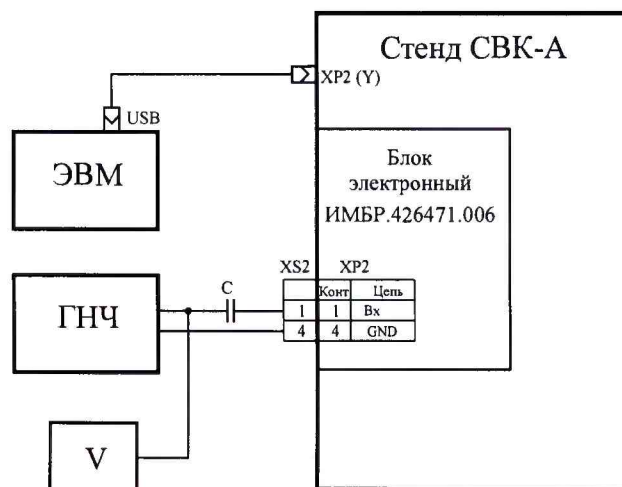 Стенд СВК-А
XP2 (Y)
USB
ЭВМ
Блок
электронный
ИМБР.426471.006
XS2 XP2
C
Конт Цепь
ГНЧ
1 1 Вх
4 4 GND
V